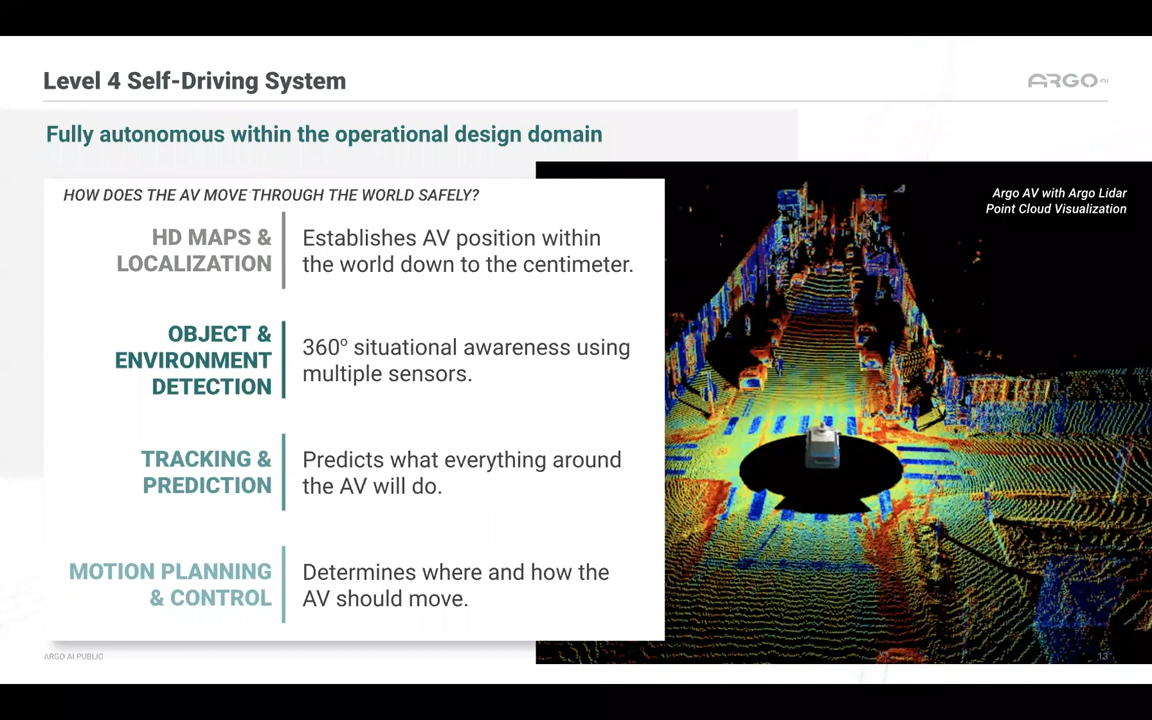 Level 4 Self-Driving System
ARGO AI
Fully autonomous within the operational design domain
HOW DOES THE AV MOVE THROUGH THE WORLD SAFELY?
Argo AV with Argo Lidar
Point Cloud Visualization
HD MAPS &
LOCALIZATION
Establishes AV position within
the world down to the centimeter.
OBJECT &
ENVIRONMENT
DETECTION
360º situational awareness using
multiple sensors.
TRACKING &
PREDICTION
Predicts what everything around
the AV will do.
MOTION PLANNING
& CONTROL
Determines where and how the
AV should move.
ARGO AI PUBLIC
13